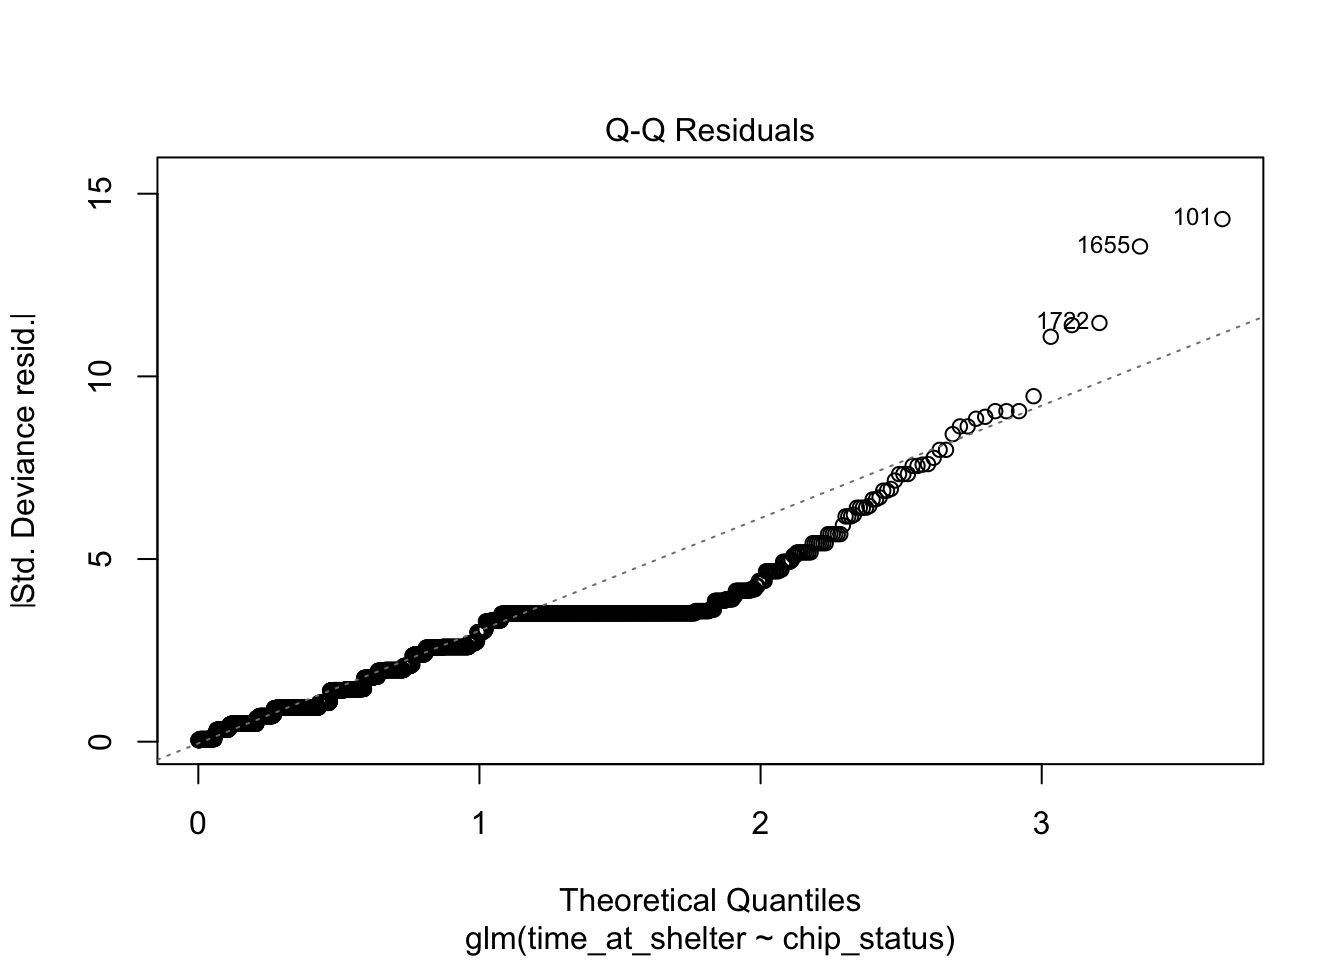 Q-Q Residuals
|Std. Deviance resid.|
15
10
5
0
101
1655
1722
0 1 2 3
Theoretical Quantiles
glm(time_at_shelter ~ chip_status)